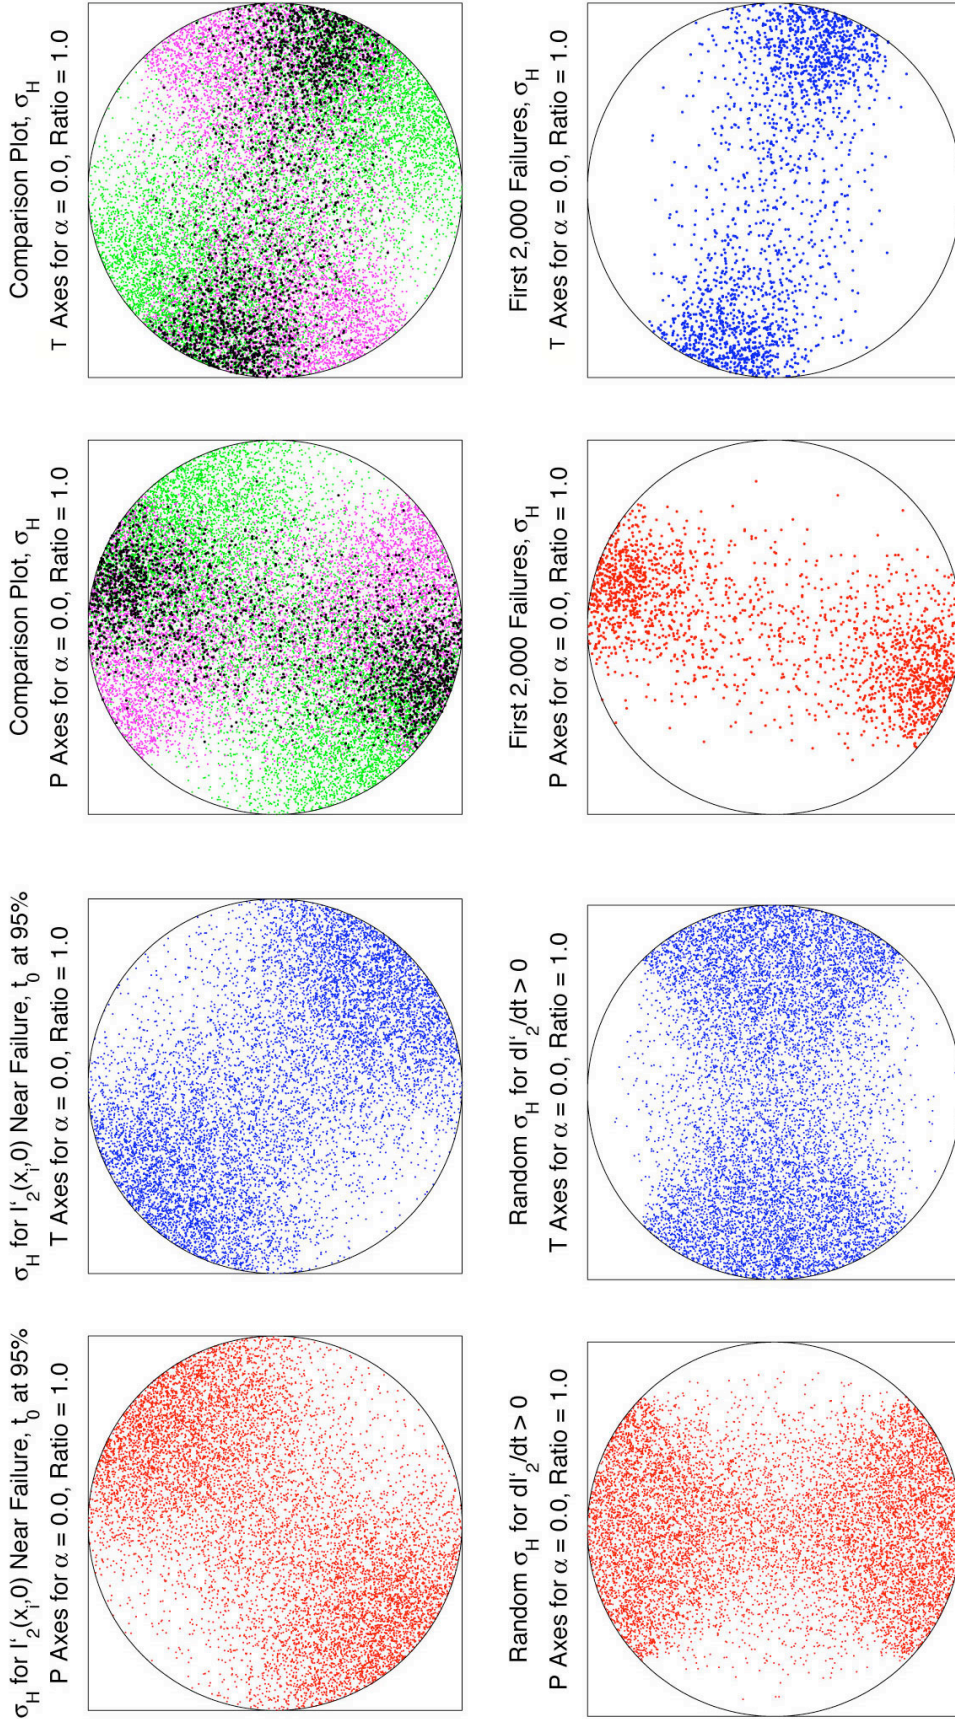 σ_H for I'_2(x_i,0) Near Failure, t_0 at 95%
P Axes for α = 0.0, Ratio = 1.0
σ_H for I'_2(x_i,0) Near Failure, t_0 at 95%
T Axes for α = 0.0, Ratio = 1.0
Comparison Plot, σ_H
P Axes for α = 0.0, Ratio = 1.0
Comparison Plot, σ_H
T Axes for α = 0.0, Ratio = 1.0
Random σ_H for dI'_2/dt > 0
P Axes for α = 0.0, Ratio = 1.0
Random σ_H for dI'_2/dt > 0
T Axes for α = 0.0, Ratio = 1.0
First 2,000 Failures, σ_H
P Axes for α = 0.0, Ratio = 1.0
First 2,000 Failures, σ_H
T Axes for α = 0.0, Ratio = 1.0